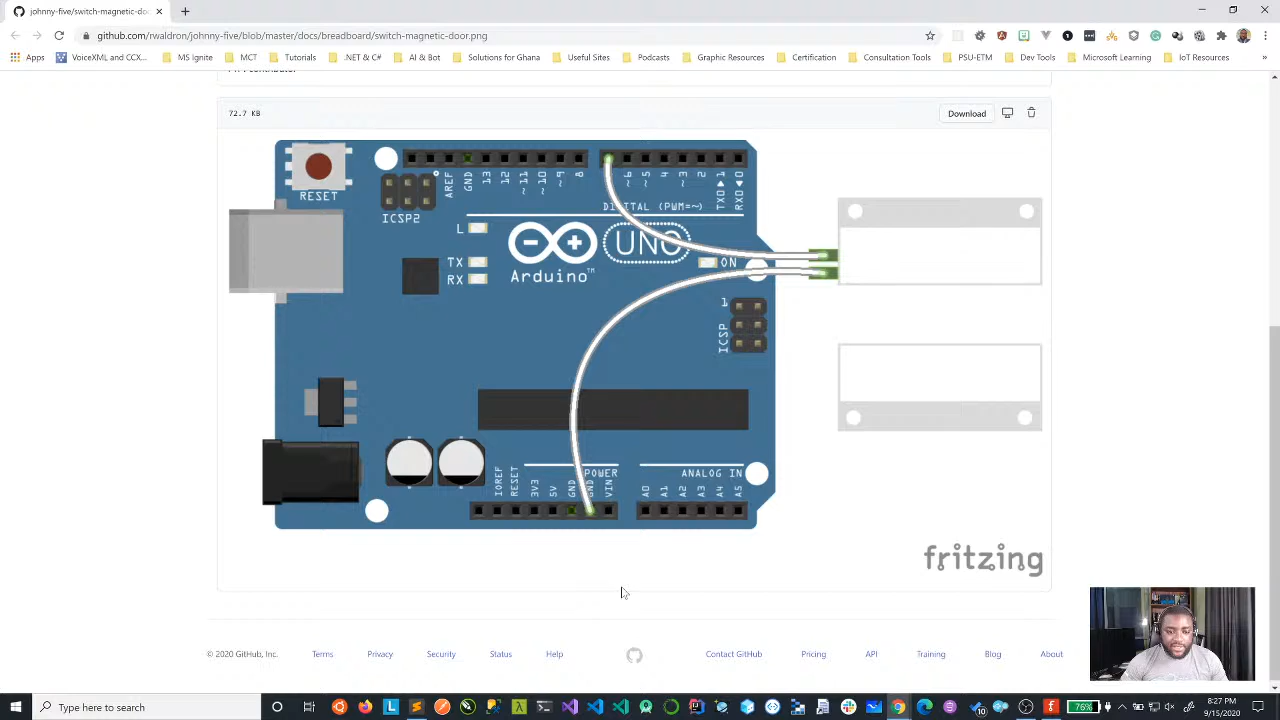 johnny-five/switch-magnetic-do
github.com/rwaldron/johnny-five/blob/master/docs/breadboard/switch-magnetic-door.png
Apps VoiceXML and CCX... MS Ignite MCT Tutorials .NET & C# AI & Bot Solutions for Ghana Useful Sites Podcasts Graphic Resources Certification Consultation Tools PSU-ETM Dev Tools Microsoft Learning IoT Resources »
72.7 KB
Download
RESET
ICSP2
AREF GND 13 12 ~11 ~10 ~9 8 ~6 ~5 4 ~3 2 TX0 1 RX0 0
DIGITAL (PWM=~)
L
TX
RX
Arduino™
UNO
ON
1
ICSP
POWER
ANALOG IN
IOREF RESET 3V3 5V GND GND VIN A0 A1 A2 A3 A4 A5
fritzing
© 2020 GitHub, Inc. Terms Privacy Security Status Help Contact GitHub Pricing API Training Blog About
Type here to search
76%
8:27 PM
9/15/2020